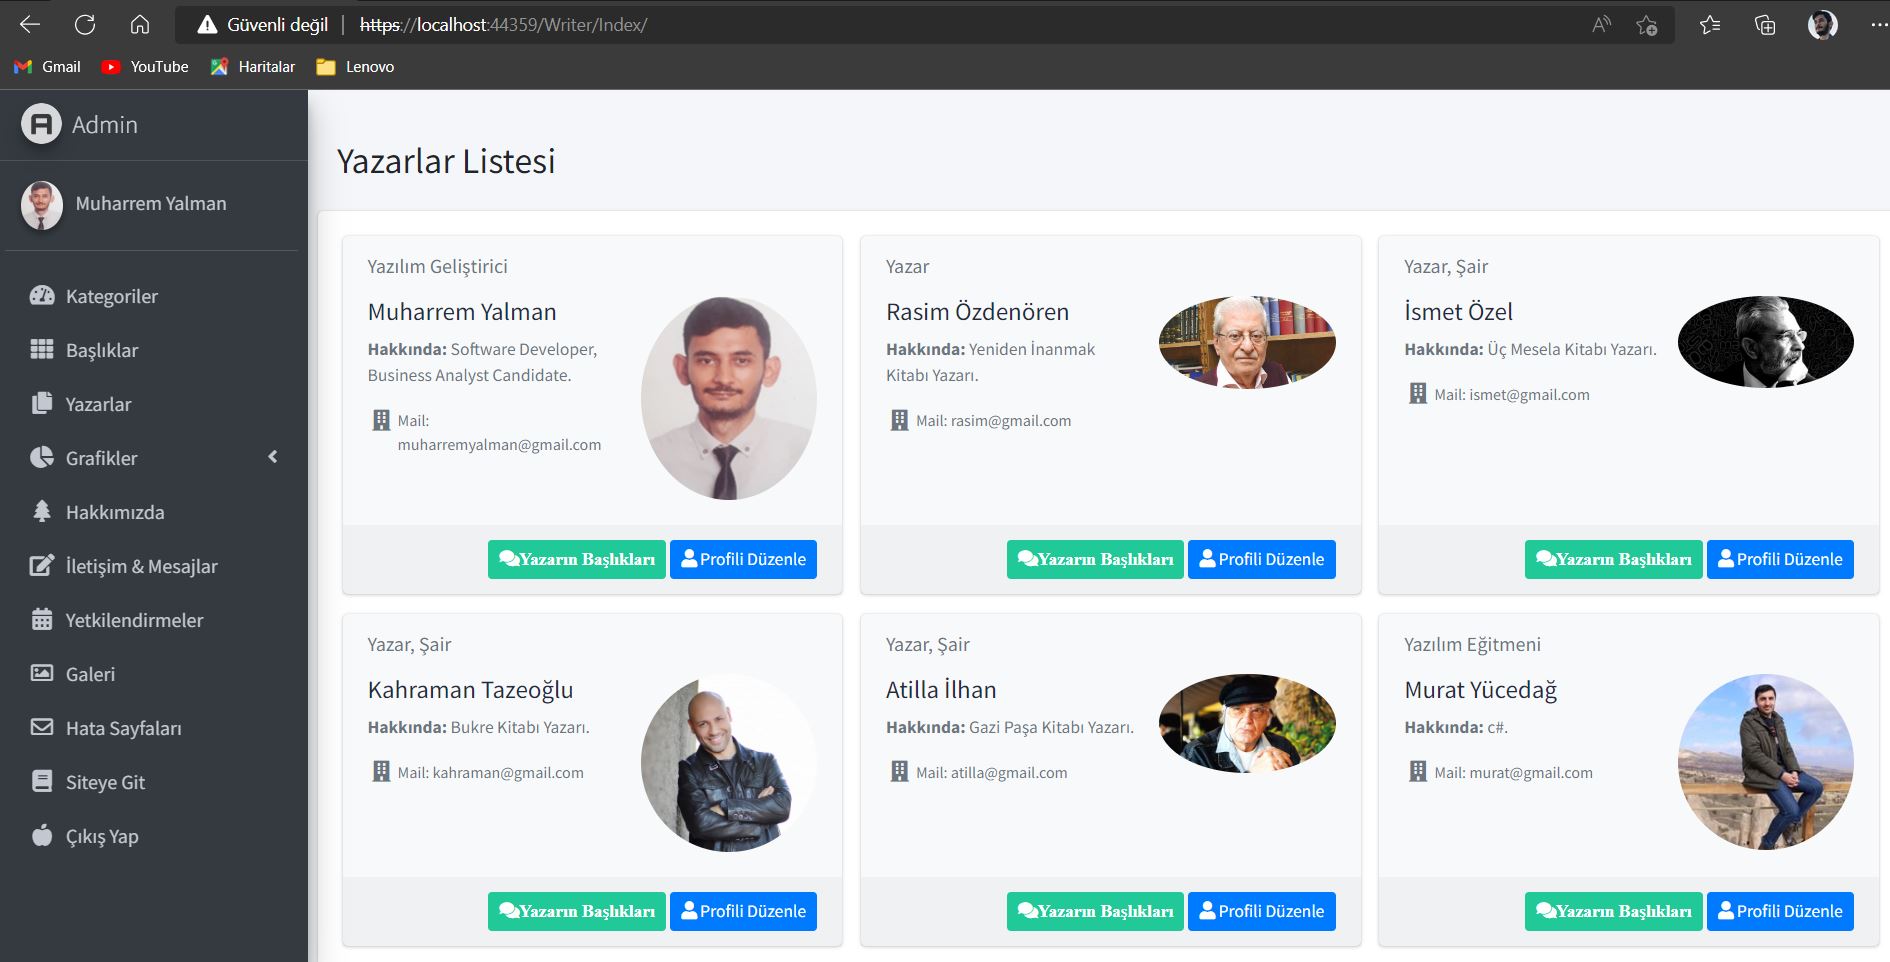 Güvenli değil | https://localhost:44359/Writer/Index/
Gmail YouTube Haritalar Lenovo
Admin
Muharrem Yalman
Kategoriler
Başlıklar
Yazarlar
Grafikler
Hakkımızda
İletişim & Mesajlar
Yetkilendirmeler
Galeri
Hata Sayfaları
Siteye Git
Çıkış Yap
Yazarlar Listesi
Yazılım Geliştirici
Muharrem Yalman
Hakkında: Software Developer,
Business Analyst Candidate.
Mail:
muharremyalman@gmail.com
Yazarın Başlıkları Profili Düzenle
Yazar
Rasim Özdenören
Hakkında: Yeniden İnanmak
Kitabı Yazarı.
Mail: rasim@gmail.com
Yazarın Başlıkları Profili Düzenle
Yazar, Şair
İsmet Özel
Hakkında: Üç Mesela Kitabı Yazarı.
Mail: ismet@gmail.com
Yazarın Başlıkları Profili Düzenle
Yazar, Şair
Kahraman Tazeoğlu
Hakkında: Bukre Kitabı Yazarı.
Mail: kahraman@gmail.com
Yazarın Başlıkları Profili Düzenle
Yazar, Şair
Atilla İlhan
Hakkında: Gazi Paşa Kitabı Yazarı.
Mail: atilla@gmail.com
Yazarın Başlıkları Profili Düzenle
Yazılım Eğitmeni
Murat Yücedağ
Hakkında: c#.
Mail: murat@gmail.com
Yazarın Başlıkları Profili Düzenle